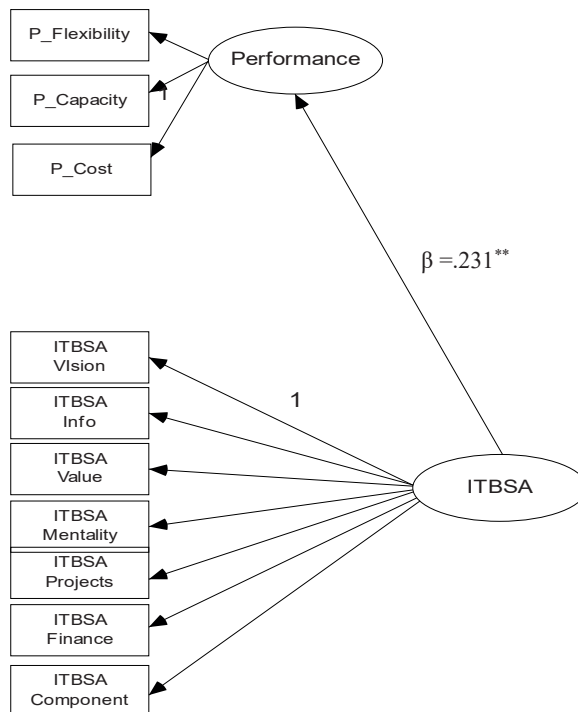 P_Flexibility
Performance
P_Capacity
1
P_Cost
β =.231**
ITBSA
VIsion
1
ITBSA
Info
ITBSA
Value
ITBSA
ITBSA
Mentality
ITBSA
Projects
ITBSA
Finance
ITBSA
Component